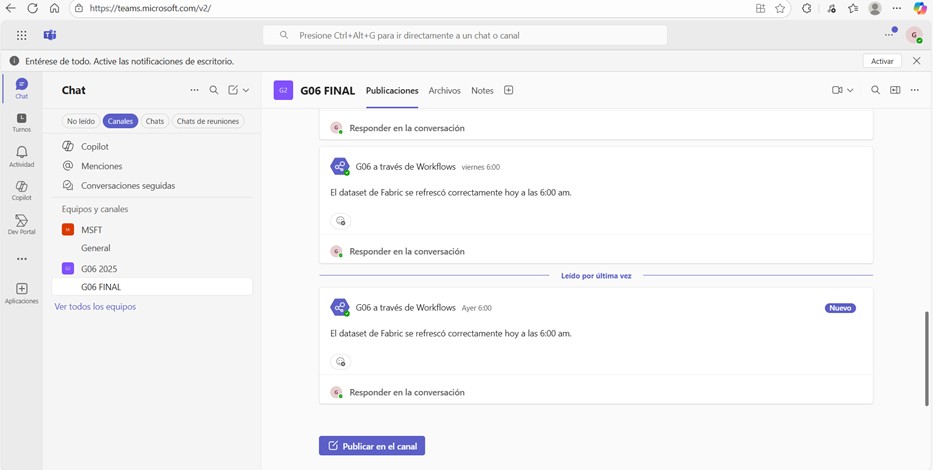 https://teams.microsoft.com/v2/
Presione Ctrl+Alt+G para ir directamente a un chat o canal
G
Entérese de todo. Active las notificaciones de escritorio.
Activar
Chat
Turnos
Actividad
Copilot
Dev Portal
Aplicaciones
Chat
No leído
Canales
Chats
Chats de reuniones
Copilot
Menciones
Conversaciones seguidas
Equipos y canales
M
MSFT
General
G2
G06 2025
G06 FINAL
Ver todos los equipos
G2
G06 FINAL
Publicaciones
Archivos
Notes
G
Responder en la conversación
G06 a través de Workflows viernes 6:00
El dataset de Fabric se refrescó correctamente hoy a las 6:00 am.
G
Responder en la conversación
Leído por última vez
G06 a través de Workflows Ayer 6:00
Nuevo
El dataset de Fabric se refrescó correctamente hoy a las 6:00 am.
G
Responder en la conversación
Publicar en el canal